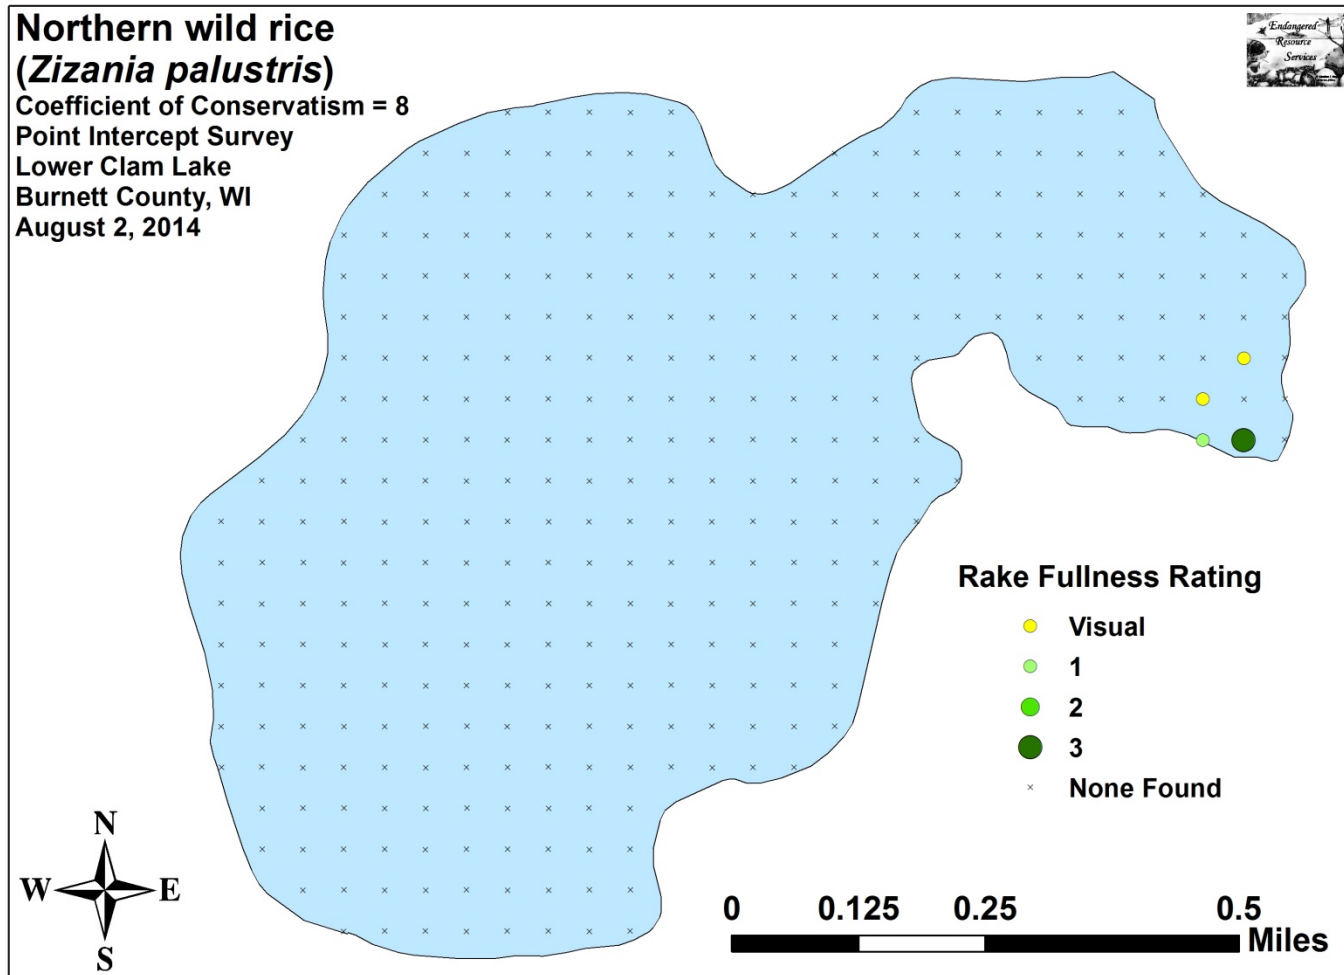 Northern wild rice
(Zizania palustris)
Coefficient of Conservatism = 8
Point Intercept Survey
Lower Clam Lake
Burnett County, WI
August 2, 2014
Endangered
Resource
Services
Rake Fullness Rating
Visual
1
2
3
None Found
N
W E
S
0 0.125 0.25 0.5
Miles